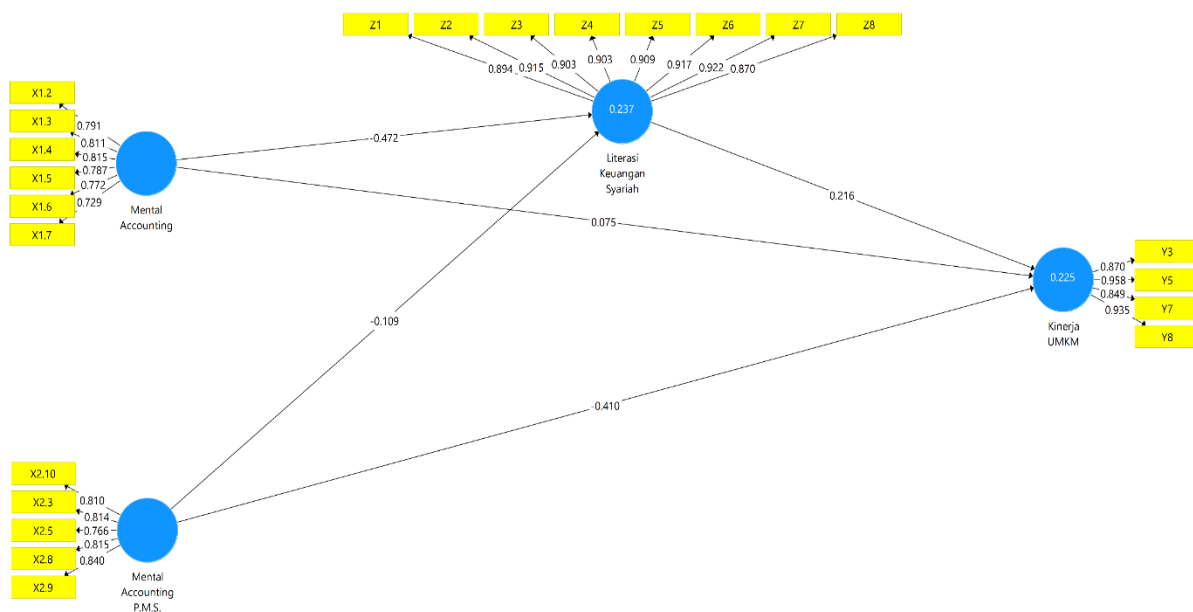 Z1 Z2 Z3 Z4 Z5 Z6 Z7 Z8
0.894 0.915 0.903 0.903 0.909 0.917 0.922 0.870
0.237
Literasi
Keuangan
Syariah
X1.2
X1.3
X1.4
X1.5
X1.6
X1.7
0.791
0.811
0.815
0.787
0.772
0.729
Mental
Accounting
-0.472
0.075
0.216
-0.109
-0.410
0.225
Kinerja
UMKM
0.870
0.958
0.849
0.935
Y3
Y5
Y7
Y8
X2.10
X2.3
X2.5
X2.8
X2.9
0.810
0.814
0.766
0.815
0.840
Mental
Accounting
P.M.S.